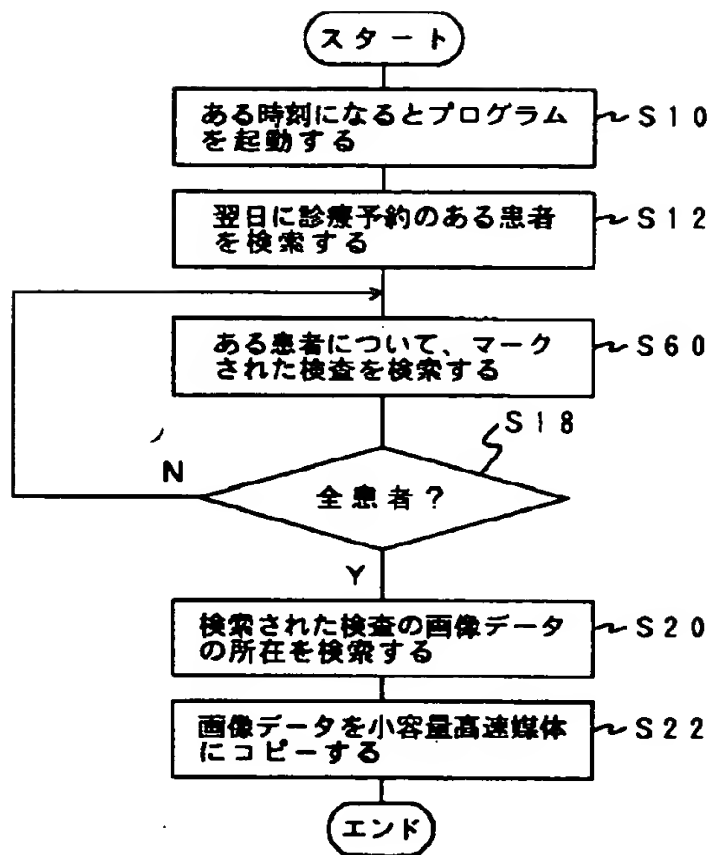 スタート
ある時刻になるとプログラム
を起動する
S10
翌日に診療予約のある患者
を検索する
S12
ある患者について、マーク
された検査を検索する
S60
S18
N
全患者？
Y
検索された検査の画像データ
の所在を検索する
S20
画像データを小容量高速媒体
にコピーする
S22
エンド